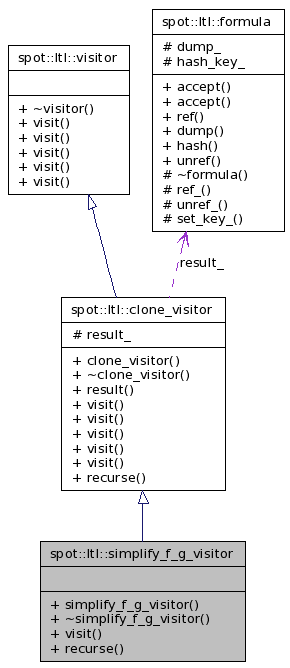 spot::ltl::visitor
+ ~visitor()
+ visit()
+ visit()
+ visit()
+ visit()
+ visit()
spot::ltl::formula
# dump_
# hash_key_
+ accept()
+ accept()
+ ref()
+ dump()
+ hash()
+ unref()
# ~formula()
# ref_()
# unref_()
# set_key_()
result_
spot::ltl::clone_visitor
# result_
+ clone_visitor()
+ ~clone_visitor()
+ result()
+ visit()
+ visit()
+ visit()
+ visit()
+ visit()
+ recurse()
spot::ltl::simplify_f_g_visitor
+ simplify_f_g_visitor()
+ ~simplify_f_g_visitor()
+ visit()
+ recurse()